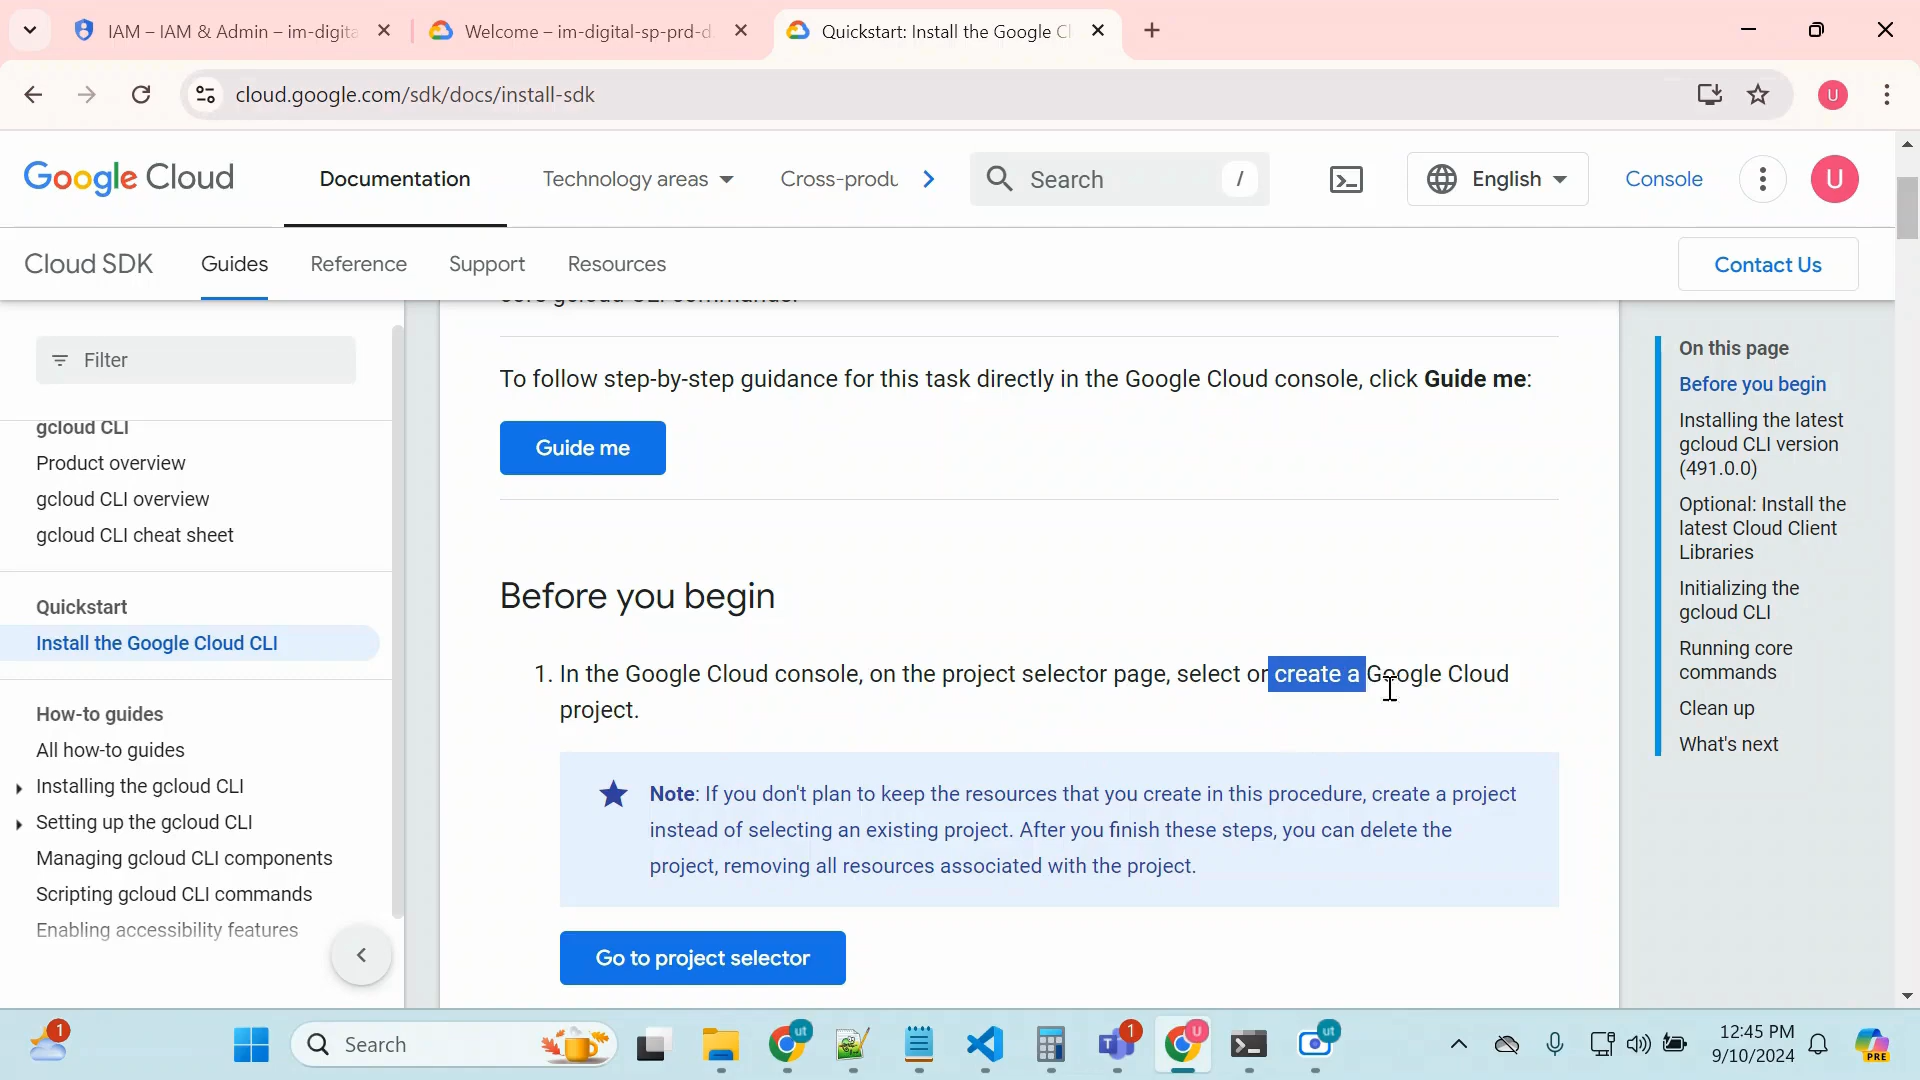 IAM – IAM & Admin – im-digita
Welcome – im-digital-sp-prd-d
Quickstart: Install the Google Cl
cloud.google.com/sdk/docs/install-sdk
U
Google Cloud
Documentation
Technology areas
Cross-produ
Search
/
English
Console
U
Cloud SDK
Guides
Reference
Support
Resources
Contact Us
Filter
gcloud CLI
Product overview
gcloud CLI overview
gcloud CLI cheat sheet
Quickstart
Install the Google Cloud CLI
How-to guides
All how-to guides
Installing the gcloud CLI
Setting up the gcloud CLI
Managing gcloud CLI components
Scripting gcloud CLI commands
Enabling accessibility features
core gcloud CLI commands.
To follow step-by-step guidance for this task directly in the Google Cloud console, click Guide me:
Guide me
Before you begin
1. In the Google Cloud console, on the project selector page, select or create a Google Cloud
project.
Note: If you don't plan to keep the resources that you create in this procedure, create a project
instead of selecting an existing project. After you finish these steps, you can delete the
project, removing all resources associated with the project.
Go to project selector
On this page
Before you begin
Installing the latest
gcloud CLI version
(491.0.0)
Optional: Install the
latest Cloud Client
Libraries
Initializing the
gcloud CLI
Running core
commands
Clean up
What's next
1
Search
ut
T
1
U
ut
12:45 PM
9/10/2024
PRE